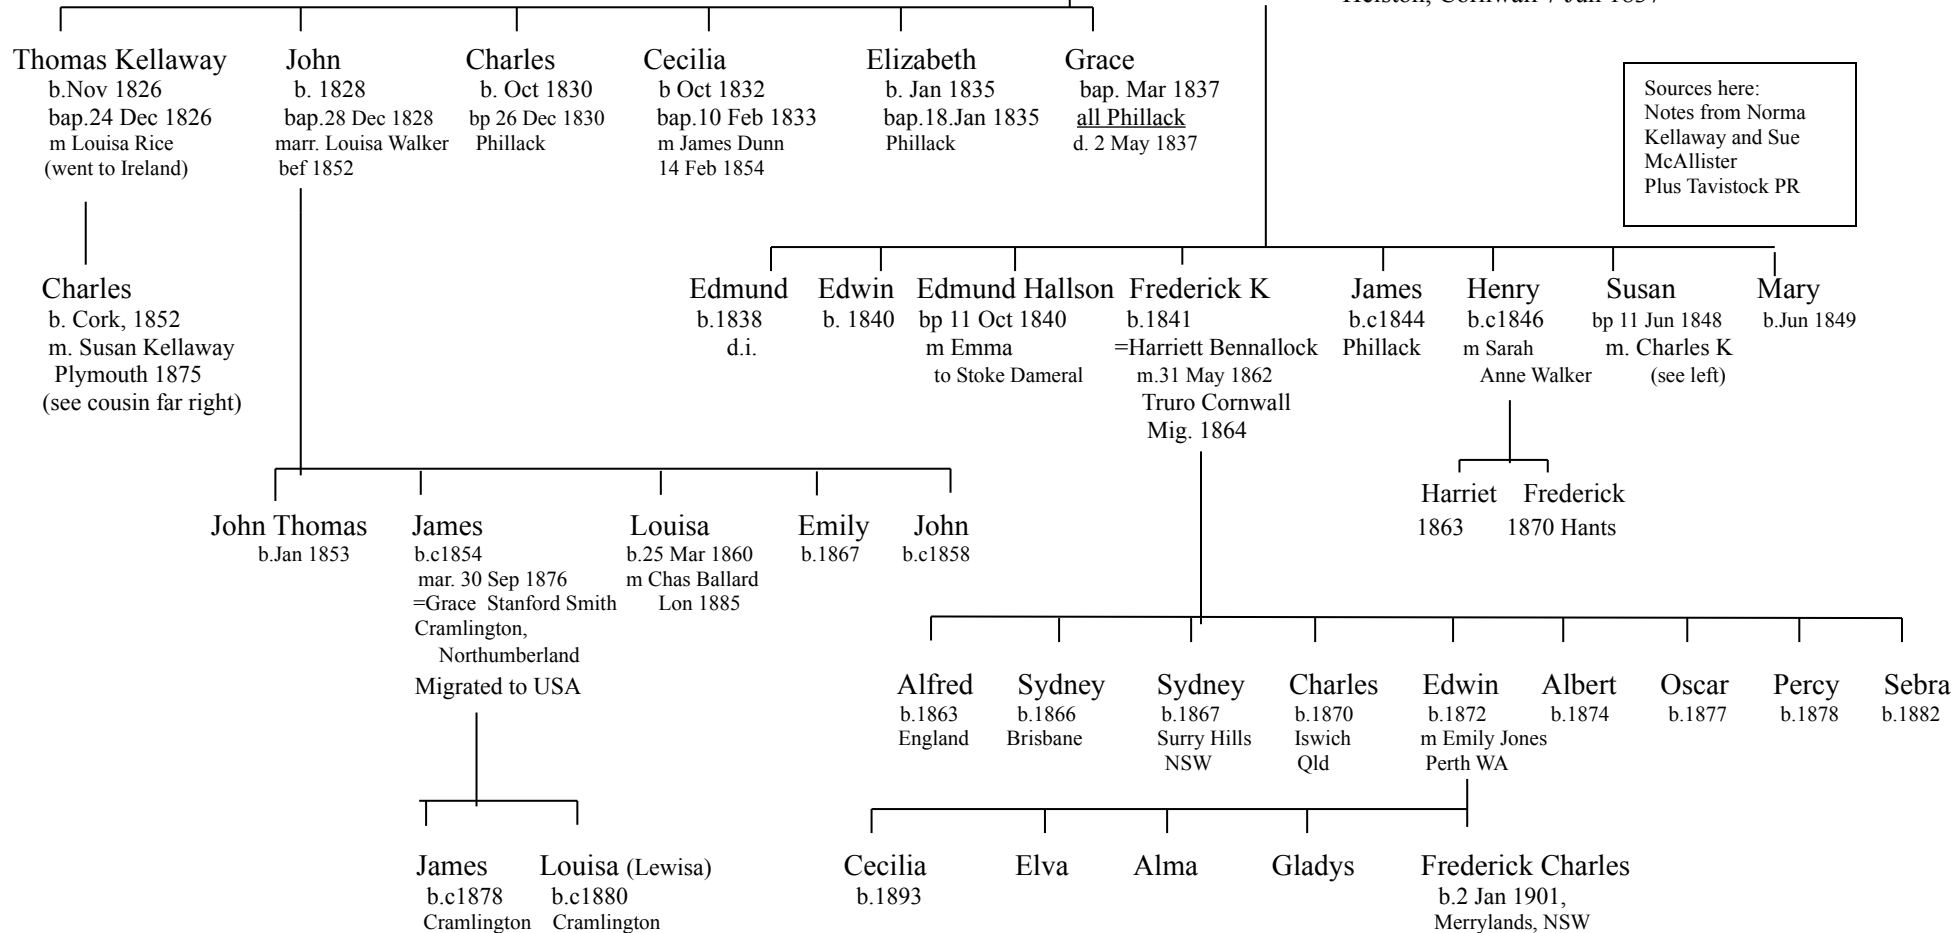 Thomas Kellaway
b.Nov 1826
bap.24 Dec 1826
m Louisa Rice
(went to Ireland)
John
b. 1828
bap.28 Dec 1828
marr. Louisa Walker
bef 1852
Charles
b. Oct 1830
bp 26 Dec 1830
Phillack
Cecilia
b Oct 1832
bap.10 Feb 1833
m James Dunn
14 Feb 1854
Elizabeth
b. Jan 1835
bap.18.Jan 1835
Phillack
Grace
bap. Mar 1837
all Phillack
d. 2 May 1837
Sources here:
Notes from Norma
Kellaway and Sue
McAllister
Plus Tavistock PR
Charles
b. Cork, 1852
m. Susan Kellaway
Plymouth 1875
(see cousin far right)
Edmund
b.1838
d.i.
Edwin
b. 1840
Edmund Hallson
bp 11 Oct 1840
m Emma
to Stoke Dameral
Frederick K
b.1841
=Harriett Bennallock
m.31 May 1862
Truro Cornwall
Mig. 1864
James
b.c1844
Phillack
Henry
b.c1846
m Sarah
Anne Walker
Susan
bp 11 Jun 1848
m. Charles K
(see left)
Mary
b.Jun 1849
Harriet
1863
Frederick
1870 Hants
John Thomas
b.Jan 1853
James
b.c1854
mar. 30 Sep 1876
=Grace Stanford Smith
Cramlington,
Northumberland
Migrated to USA
Louisa
b.25 Mar 1860
m Chas Ballard
Lon 1885
Emily
b.1867
John
b.c1858
Alfred
b.1863
England
Sydney
b.1866
Brisbane
Sydney
b.1867
Surry Hills
NSW
Charles
b.1870
Iswich
Qld
Edwin
b.1872
m Emily Jones
Perth WA
Albert
b.1874
Oscar
b.1877
Percy
b.1878
Sebra
b.1882
James
b.c1878
Cramlington
Louisa (Lewisa)
b.c1880
Cramlington
Cecilia
b.1893
Elva
Alma
Gladys
Frederick Charles
b.2 Jan 1901,
Merrylands, NSW